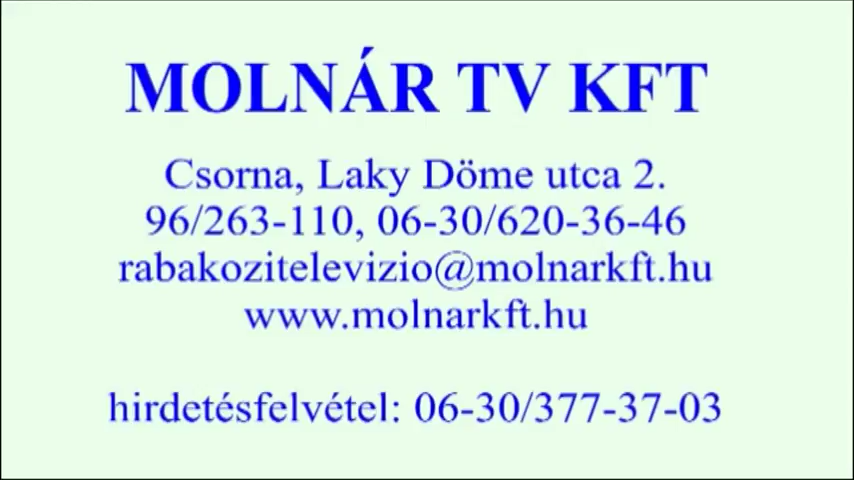 MOLNÁR TV KFT
Csorna, Laky Döme utca 2.
96/263-110, 06-30/620-36-46
rabakozitelevizio@molnarkft.hu
www.molnarkft.hu
hirdetésfelvétel: 06-30/377-37-03